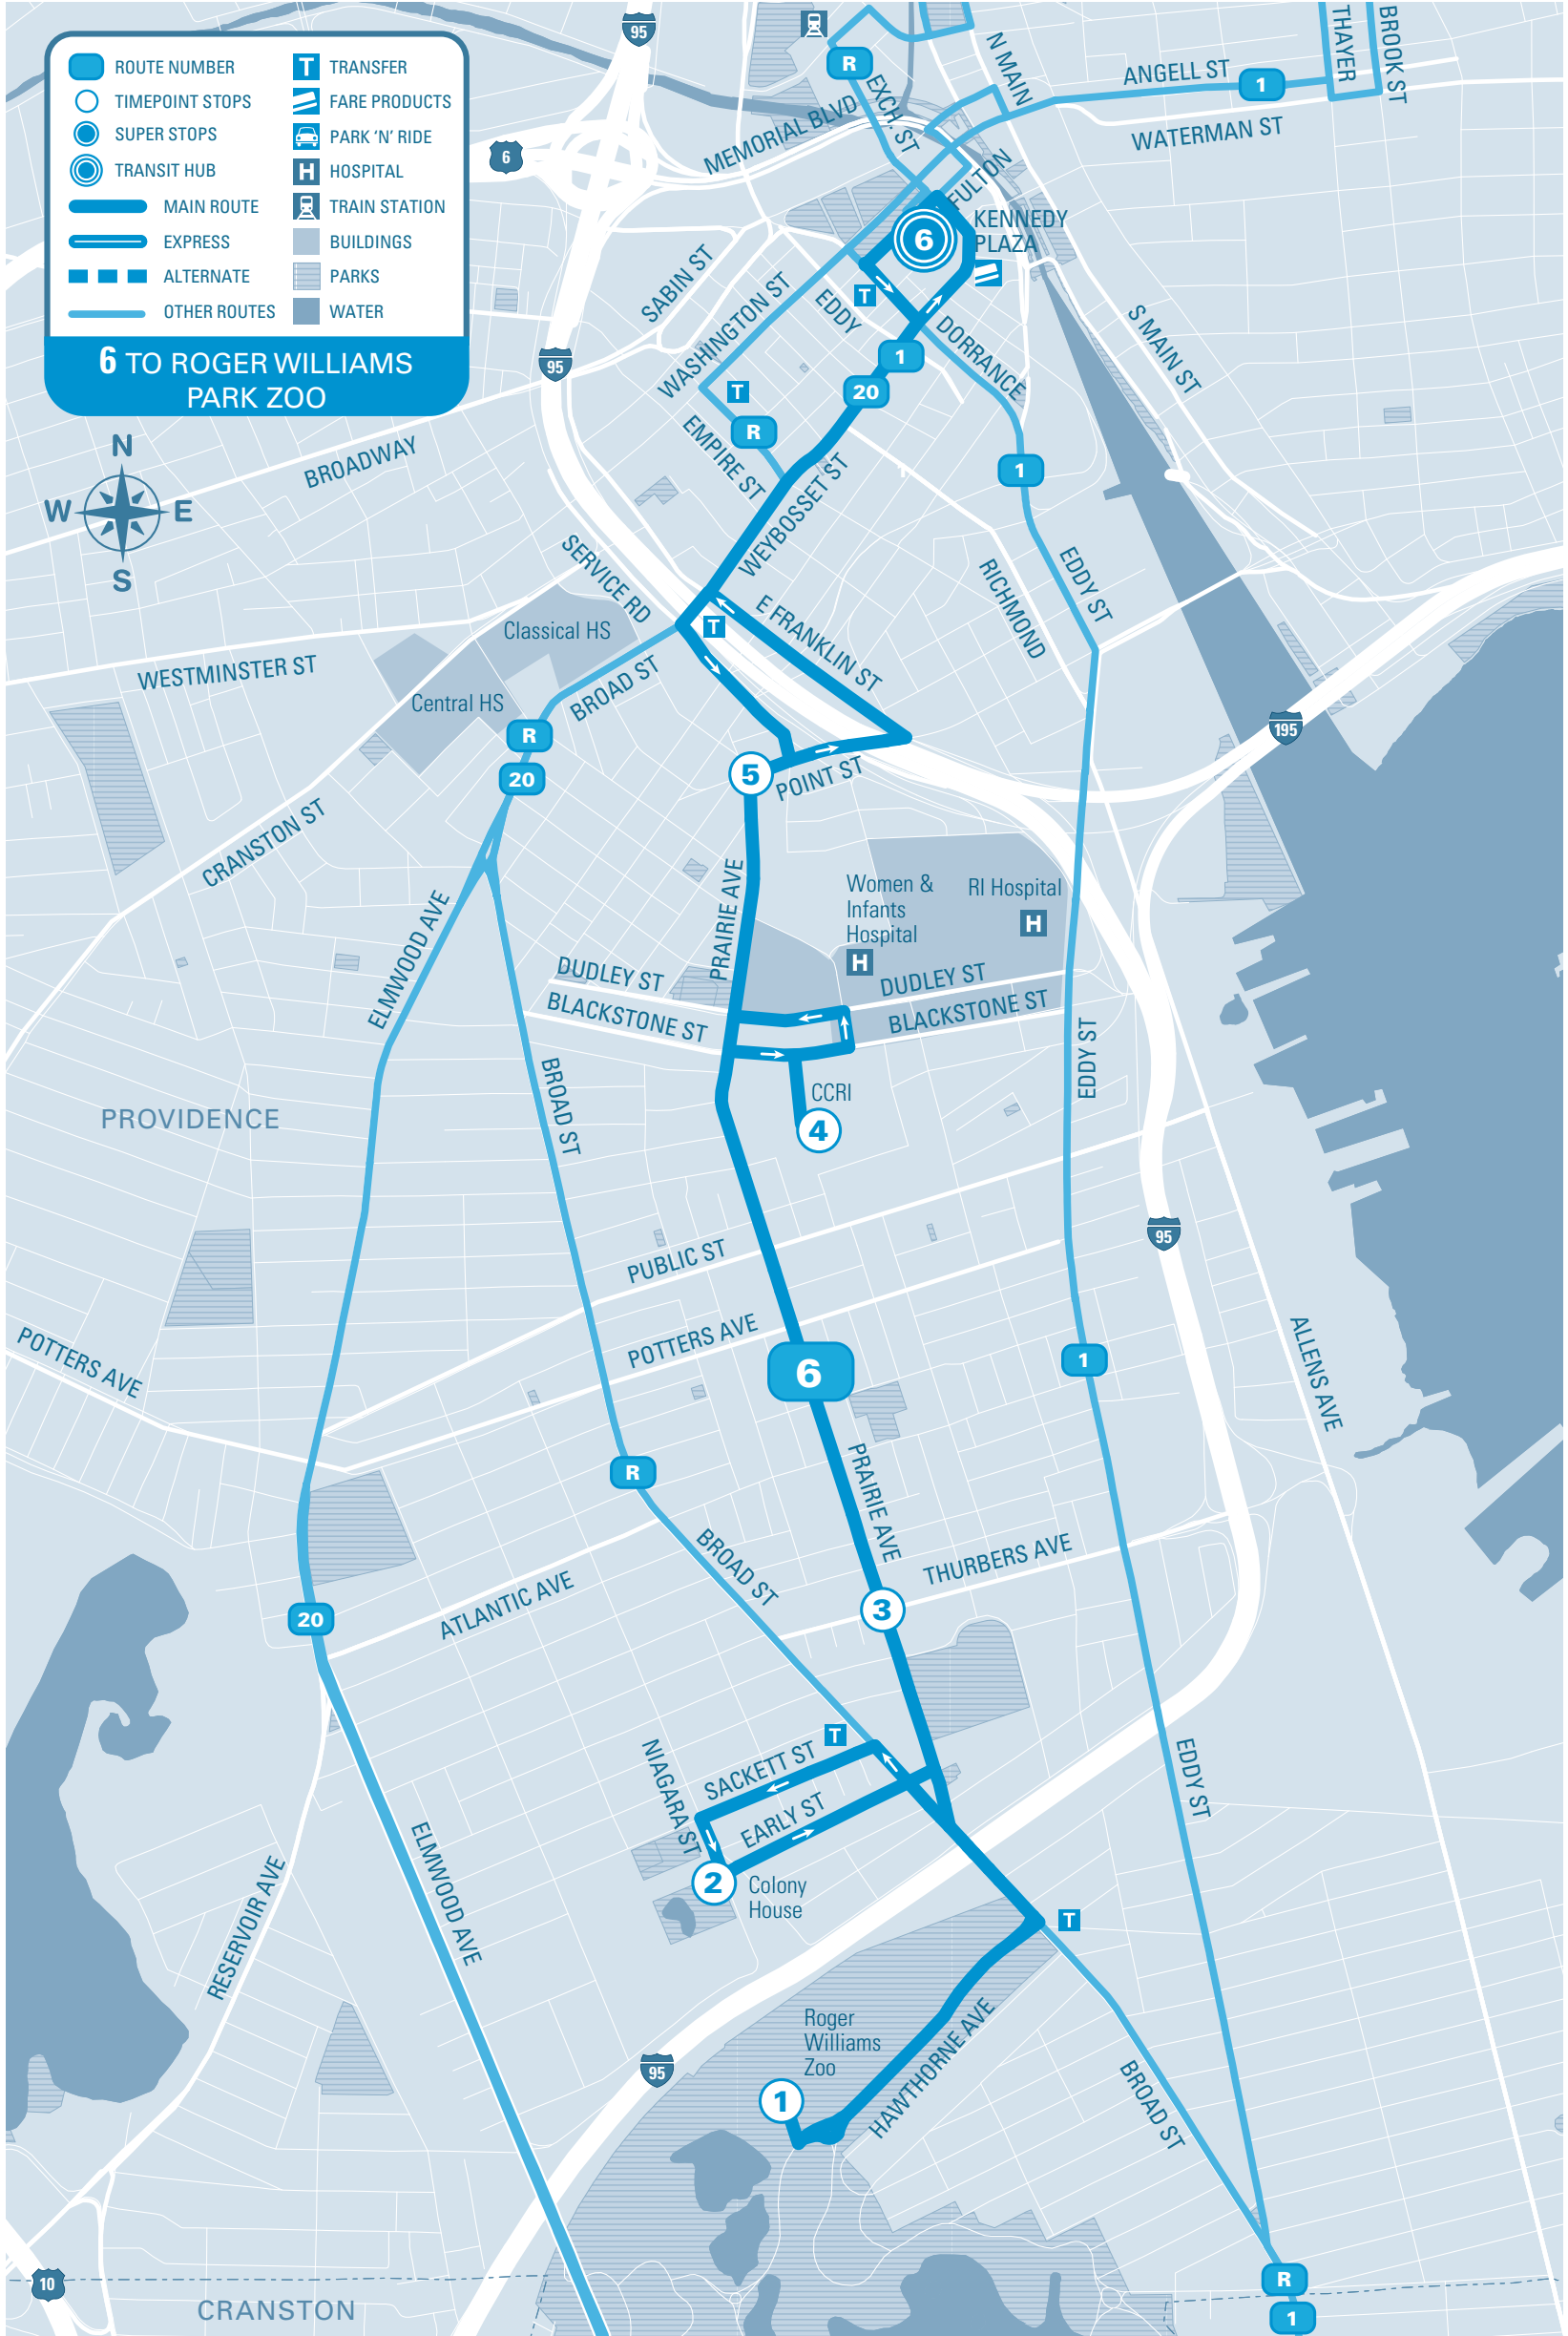 ROUTE NUMBER
TIMEPOINT STOPS
SUPER STOPS
TRANSIT HUB
MAIN ROUTE
EXPRESS
ALTERNATE
OTHER ROUTES
T TRANSFER
FARE PRODUCTS
PARK ‘N’ RIDE
H HOSPITAL
TRAIN STATION
BUILDINGS
PARKS
WATER
6 TO ROGER WILLIAMS
PARK ZOO
N
W
E
S
95
6
R
EXCH. ST
N MAIN
ANGELL ST
1
THAYER
BROOK ST
WATERMAN ST
MEMORIAL BLVD
FULTON
6
KENNEDY
PLAZA
SABIN ST
T
EDDY
DORRANCE
S MAIN ST
WASHINGTON ST
95
1
20
T
R
EMPIRE ST
BROADWAY
1
1
WEYBOSSET ST
SERVICE RD
RICHMOND
EDDY ST
Classical HS
T
E FRANKLIN ST
WESTMINSTER ST
Central HS
BROAD ST
R
20
195
5
POINT ST
CRANSTON ST
ELMWOOD AVE
PRAIRIE AVE
Women &
Infants
Hospital
H
RI Hospital
H
DUDLEY ST
DUDLEY ST
BLACKSTONE ST
BLACKSTONE ST
EDDY ST
BROAD ST
CCRI
4
PROVIDENCE
95
PUBLIC ST
POTTERS AVE
POTTERS AVE
6
1
ALLENS AVE
R
PRAIRIE AVE
BROAD ST
THURBERS AVE
ATLANTIC AVE
3
20
T
SACKETT ST
NIAGARA ST
EARLY ST
EDDY ST
2
Colony
House
ELMWOOD AVE
RESERVOIR AVE
T
Roger
Williams
Zoo
95
1
HAWTHORNE AVE
BROAD ST
10
CRANSTON
R
1